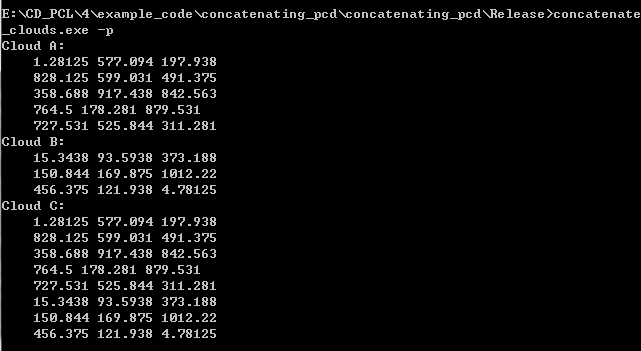 E:\CD_PCL\4\example_code\concatenating_pcd\concatenating_pcd\Release>concatenate
_clouds.exe -p
Cloud A:
    1.28125 577.094 197.938
    828.125 599.031 491.375
    358.688 917.438 842.563
    764.5 178.281 879.531
    727.531 525.844 311.281
Cloud B:
    15.3438 93.5938 373.188
    150.844 169.875 1012.22
    456.375 121.938 4.78125
Cloud C:
    1.28125 577.094 197.938
    828.125 599.031 491.375
    358.688 917.438 842.563
    764.5 178.281 879.531
    727.531 525.844 311.281
    15.3438 93.5938 373.188
    150.844 169.875 1012.22
    456.375 121.938 4.78125